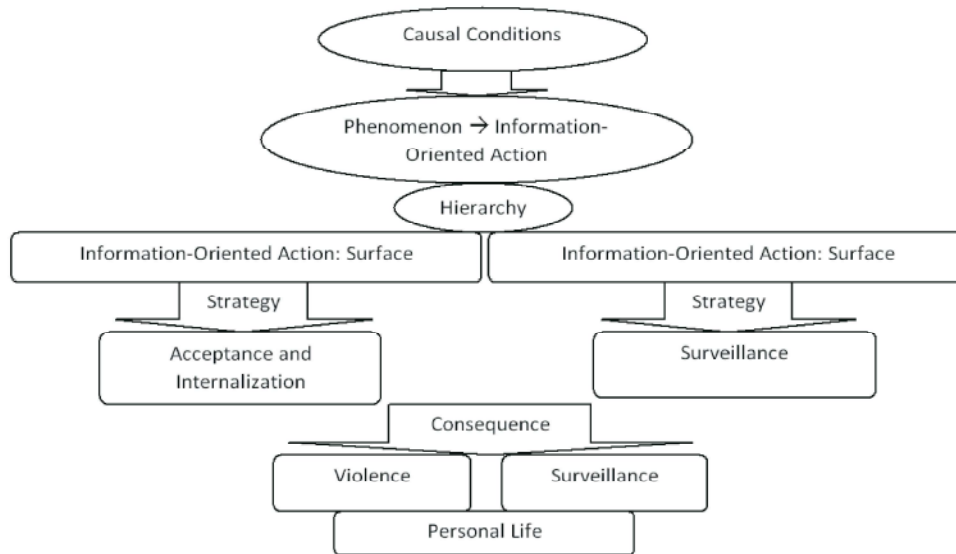 Causal Conditions
Phenomenon → Information-
Oriented Action
Hierarchy
Information-Oriented Action: Surface
Information-Oriented Action: Surface
Strategy
Strategy
Acceptance and
Internalization
Surveillance
Consequence
Violence
Surveillance
Personal Life